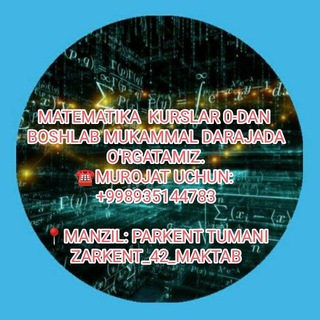 MATEMATIKA KURSLAR 0-DAN
BOSHLAB MUKAMMAL DARAJADA
O'RGATAMIZ.
☎️MUROJAT UCHUN:
+998935144783
📍MANZIL: PARKENT TUMANI
ZARKENT_42_MAKTAB